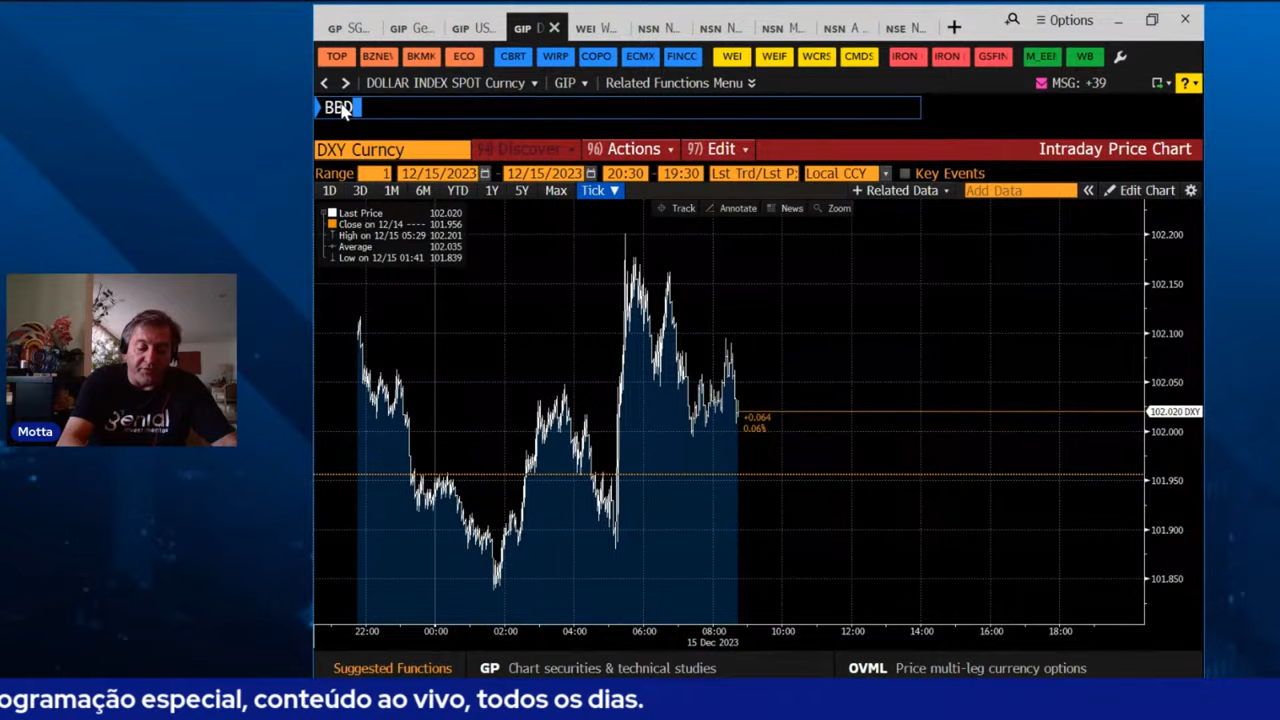 GP SG... GIP Ge... GIP US... GIP D WEI W... NSN N... NSN N... NSN M... NSN A ... NSE N... Options
TOP BZNE\ BKMK ECO CBRT WIRP COPO ECMX FINCC WEI WEIF WCRS CMDS IRON IRON GSFIN M_EEI WB
DOLLAR INDEX SPOT Curncy GIP Related Functions Menu MSG: +39 ?
BBD
DXY Curncy 94) Discover 96) Actions 97) Edit Intraday Price Chart
Range 1 12/15/2023 - 12/15/2023 20:30 - 19:30 Lst Trd/Lst P: Local CCY Key Events
1D 3D 1M 6M YTD 1Y 5Y Max Tick + Related Data Add Data Edit Chart
Track Annotate News Zoom
Last Price 102.020
Close on 12/14 ---- 101.956
High on 12/15 05:29 102.201
Average 102.035
Low on 12/15 01:41 101.839
102.200
102.150
102.100
102.050
102.020 DXY
+0.064
0.06%
102.000
101.950
101.900
101.850
22:00 00:00 02:00 04:00 06:00 08:00 10:00 12:00 14:00 16:00 18:00
15 Dec 2023
genial
Motta
Suggested Functions GP Chart securities & technical studies OVML Price multi-leg currency options
ogramação especial, conteúdo ao vivo, todos os dias.